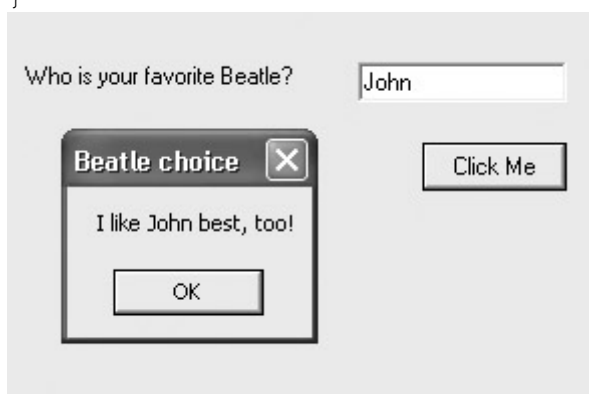 }
Who is your favorite Beatle?
John
Beatle choice
Click Me
I like John best, too!
OK